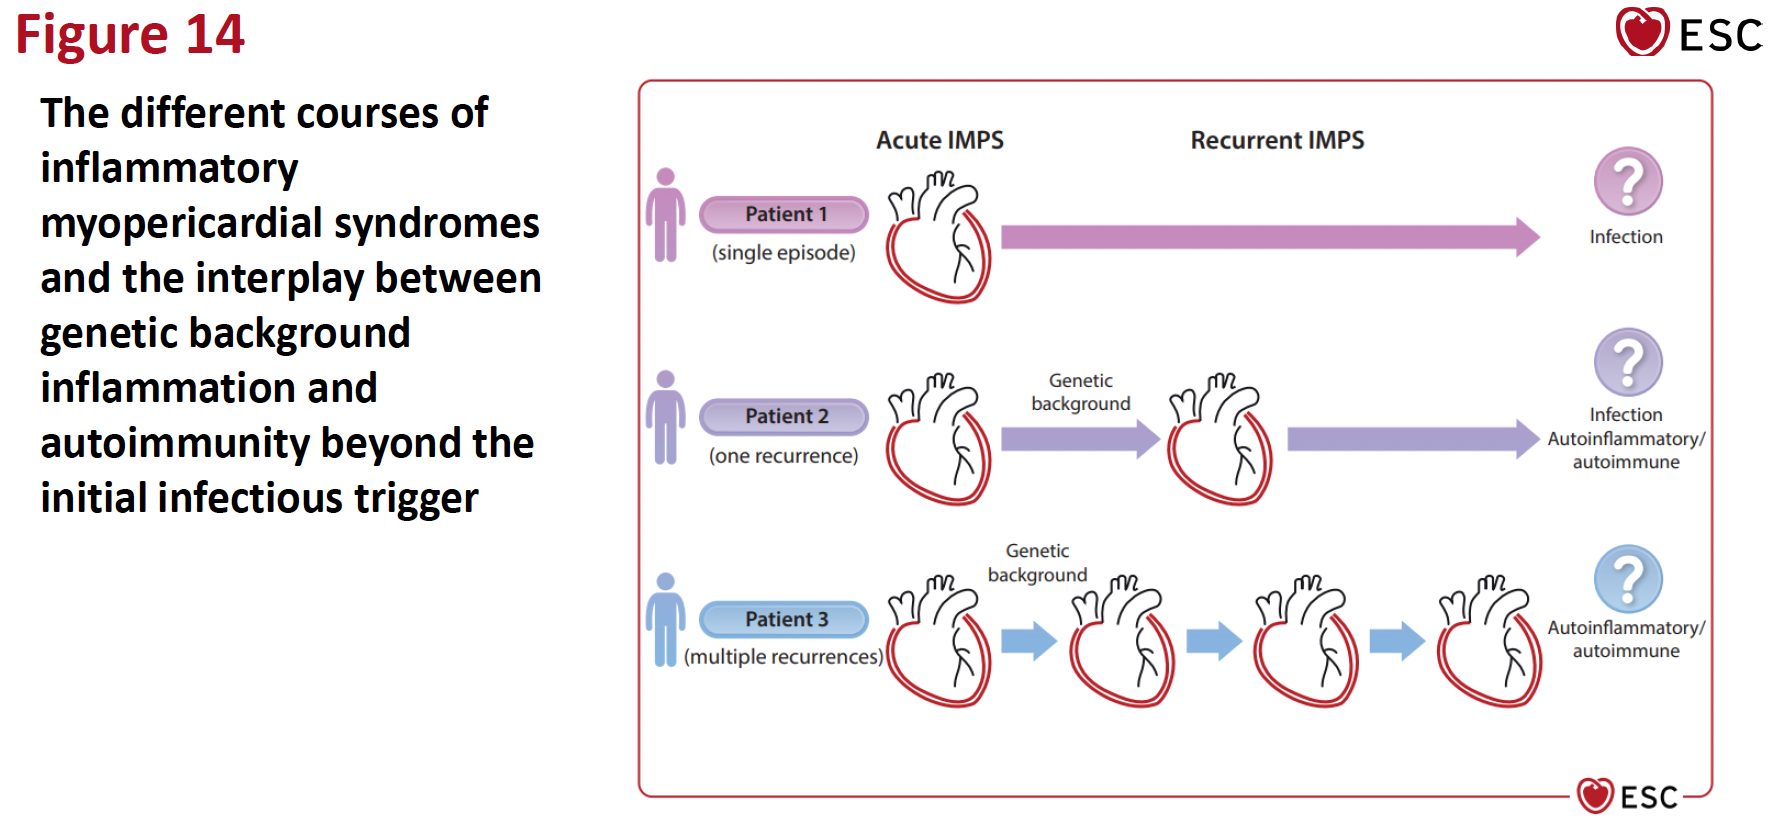 Figure 14
ESC
The different courses of
inflammatory
myopericardial syndromes
and the interplay between
genetic background
inflammation and
autoimmunity beyond the
initial infectious trigger
Acute IMPS
Recurrent IMPS
Patient 1
(single episode)
?
Infection
Patient 2
(one recurrence)
Genetic
background
?
Infection
Autoinflammatory/
autoimmune
Patient 3
(multiple recurrences)
Genetic
background
?
Autoinflammatory/
autoimmune
ESC